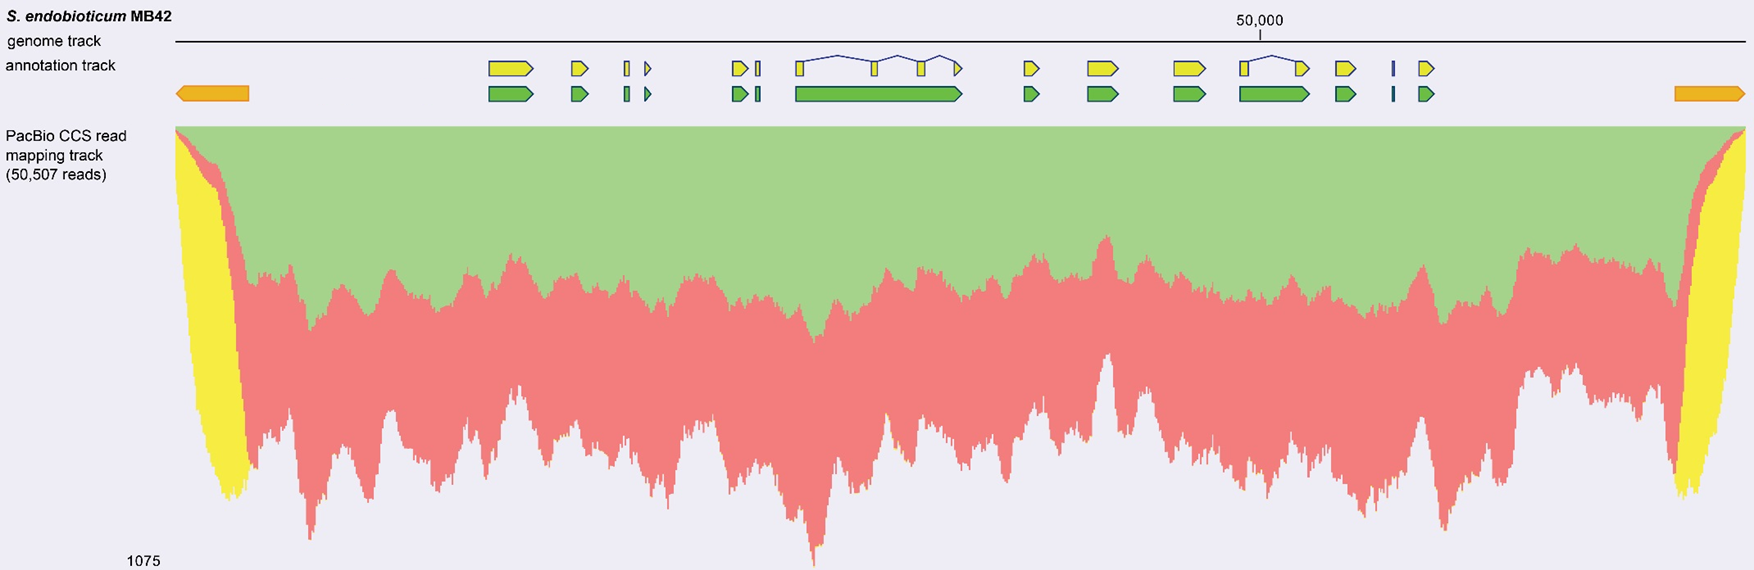 S. endobioticum MB42
50,000
genome track
annotation track
PacBio CCS read
mapping track
(50,507 reads)
1075